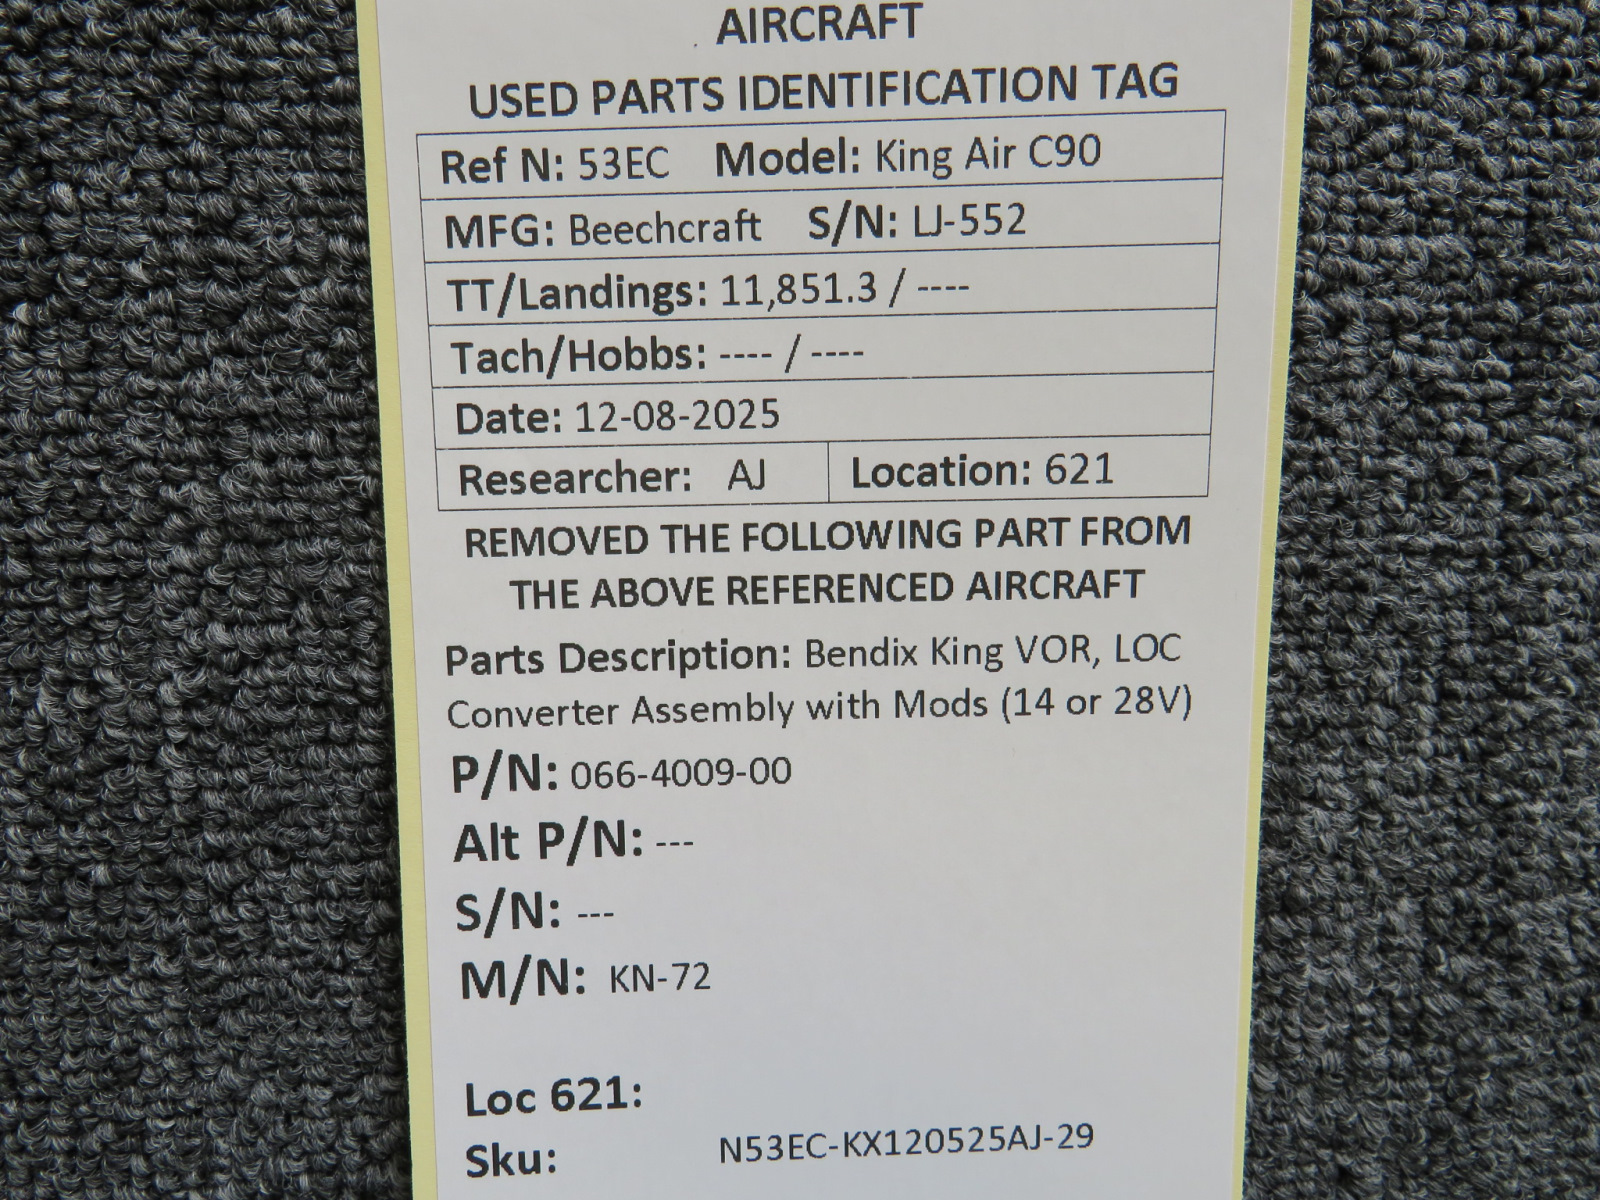 AIRCRAFT
USED PARTS IDENTIFICATION TAG
Ref N: 53EC Model: King Air C90
MFG: Beechcraft S/N: LJ-552
TT/Landings: 11,851.3 / ----
Tach/Hobbs: ---- / ----
Date: 12-08-2025
Researcher: AJ Location: 621
REMOVED THE FOLLOWING PART FROM
THE ABOVE REFERENCED AIRCRAFT
Parts Description: Bendix King VOR, LOC
Converter Assembly with Mods (14 or 28V)
P/N: 066-4009-00
Alt P/N: ---
S/N: ---
M/N: KN-72
Loc 621:
Sku: N53EC-KX120525AJ-29